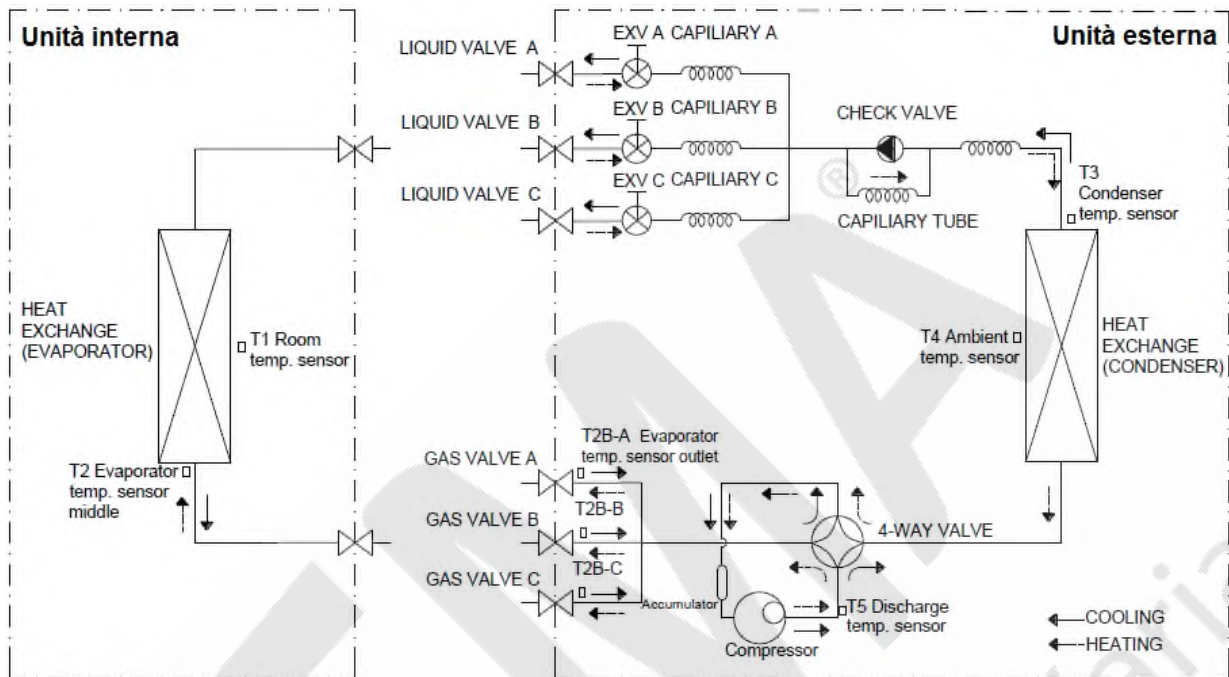 Unità interna
Unità esterna
LIQUID VALVE A
EXV A CAPILIARY A
LIQUID VALVE B
EXV B CAPILIARY B
CHECK VALVE
LIQUID VALVE C
EXV C CAPILIARY C
CAPILIARY TUBE
T3
Condenser
temp. sensor
HEAT
EXCHANGE
(EVAPORATOR)
T1 Room
temp. sensor
T4 Ambient
temp. sensor
HEAT
EXCHANGE
(CONDENSER)
T2 Evaporator
temp. sensor
middle
GAS VALVE A
T2B-A Evaporator
temp. sensor outlet
GAS VALVE B
T2B-B
4-WAY VALVE
GAS VALVE C
T2B-C
Accumulator
Compressor
T5 Discharge
temp. sensor
COOLING
HEATING
®